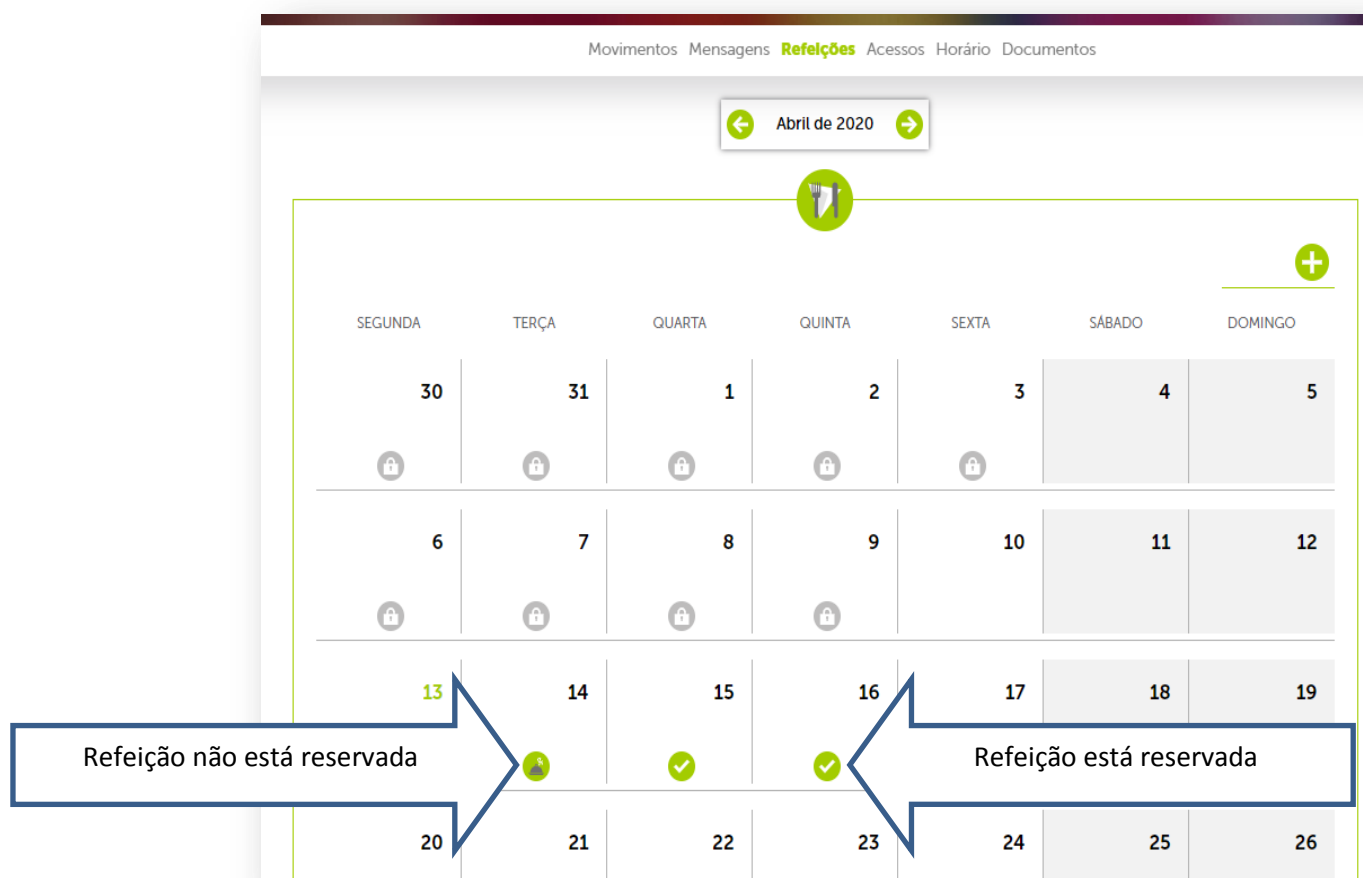 Movimentos Mensagens Refeições Acessos Horário Documentos
Abril de 2020
SEGUNDA TERÇA QUARTA QUINTA SEXTA SÁBADO DOMINGO
30 31 1 2 3 4 5
6 7 8 9 10 11 12
13 14 15 16 17 18 19
Refeição não está reservada Refeição está reservada
20 21 22 23 24 25 26